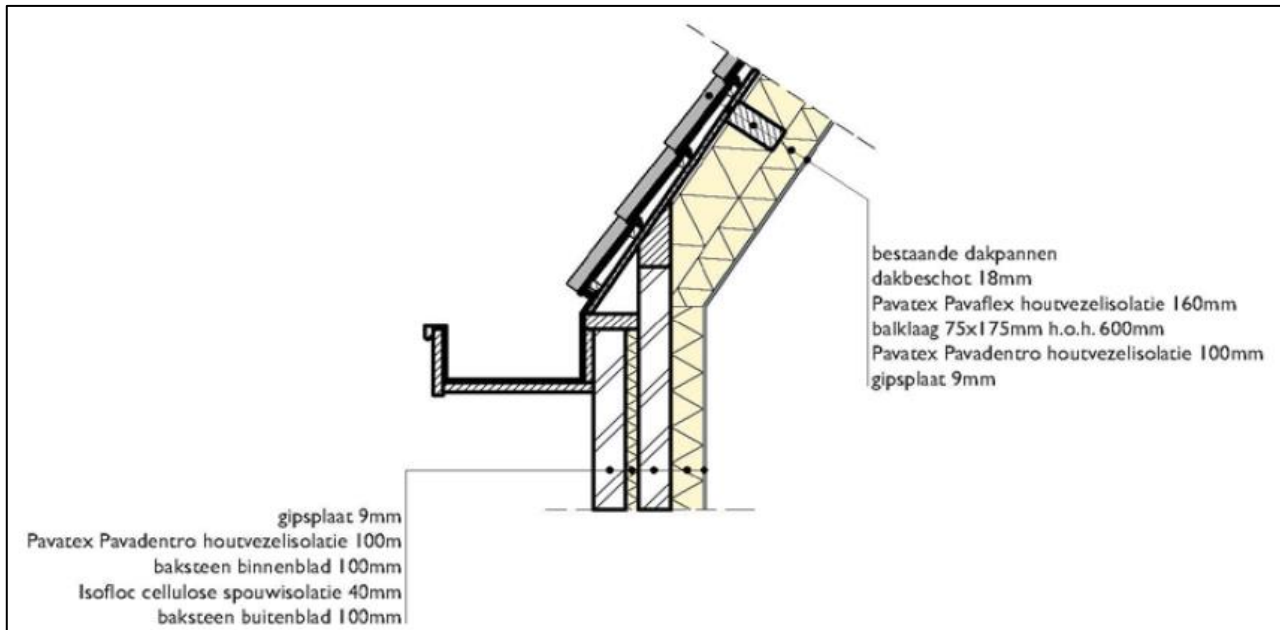 bestaande dakpannen
dakbeschot 18mm
Pavatex Pavaflex houtvezelisolatie 160mm
balklaag 75x175mm h.o.h. 600mm
Pavatex Pavadentro houtvezelisolatie 100mm
gipsplaat 9mm
gipsplaat 9mm
Pavatex Pavadentro houtvezelisolatie 100m
baksteen binnenblad 100mm
Isofloc cellulose spouwisolatie 40mm
baksteen buitenblad 100mm